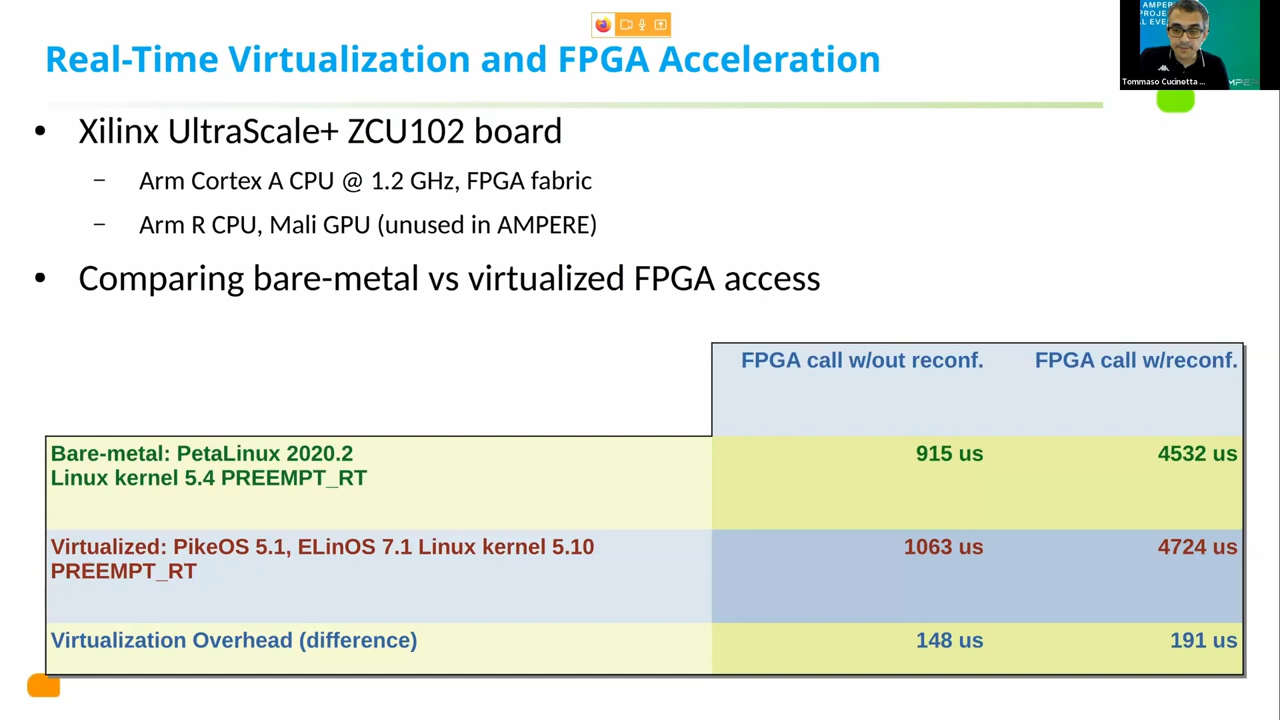 AMPER
PROJE
L EVE
Tommaso Cucinotta ...
Real-Time Virtualization and FPGA Acceleration
• Xilinx UltraScale+ ZCU102 board
– Arm Cortex A CPU @ 1.2 GHz, FPGA fabric
– Arm R CPU, Mali GPU (unused in AMPERE)
• Comparing bare-metal vs virtualized FPGA access
FPGA call w/out reconf. FPGA call w/reconf.
Bare-metal: PetaLinux 2020.2 915 us 4532 us
Linux kernel 5.4 PREEMPT_RT
Virtualized: PikeOS 5.1, ELinOS 7.1 Linux kernel 5.10 1063 us 4724 us
PREEMPT_RT
Virtualization Overhead (difference) 148 us 191 us